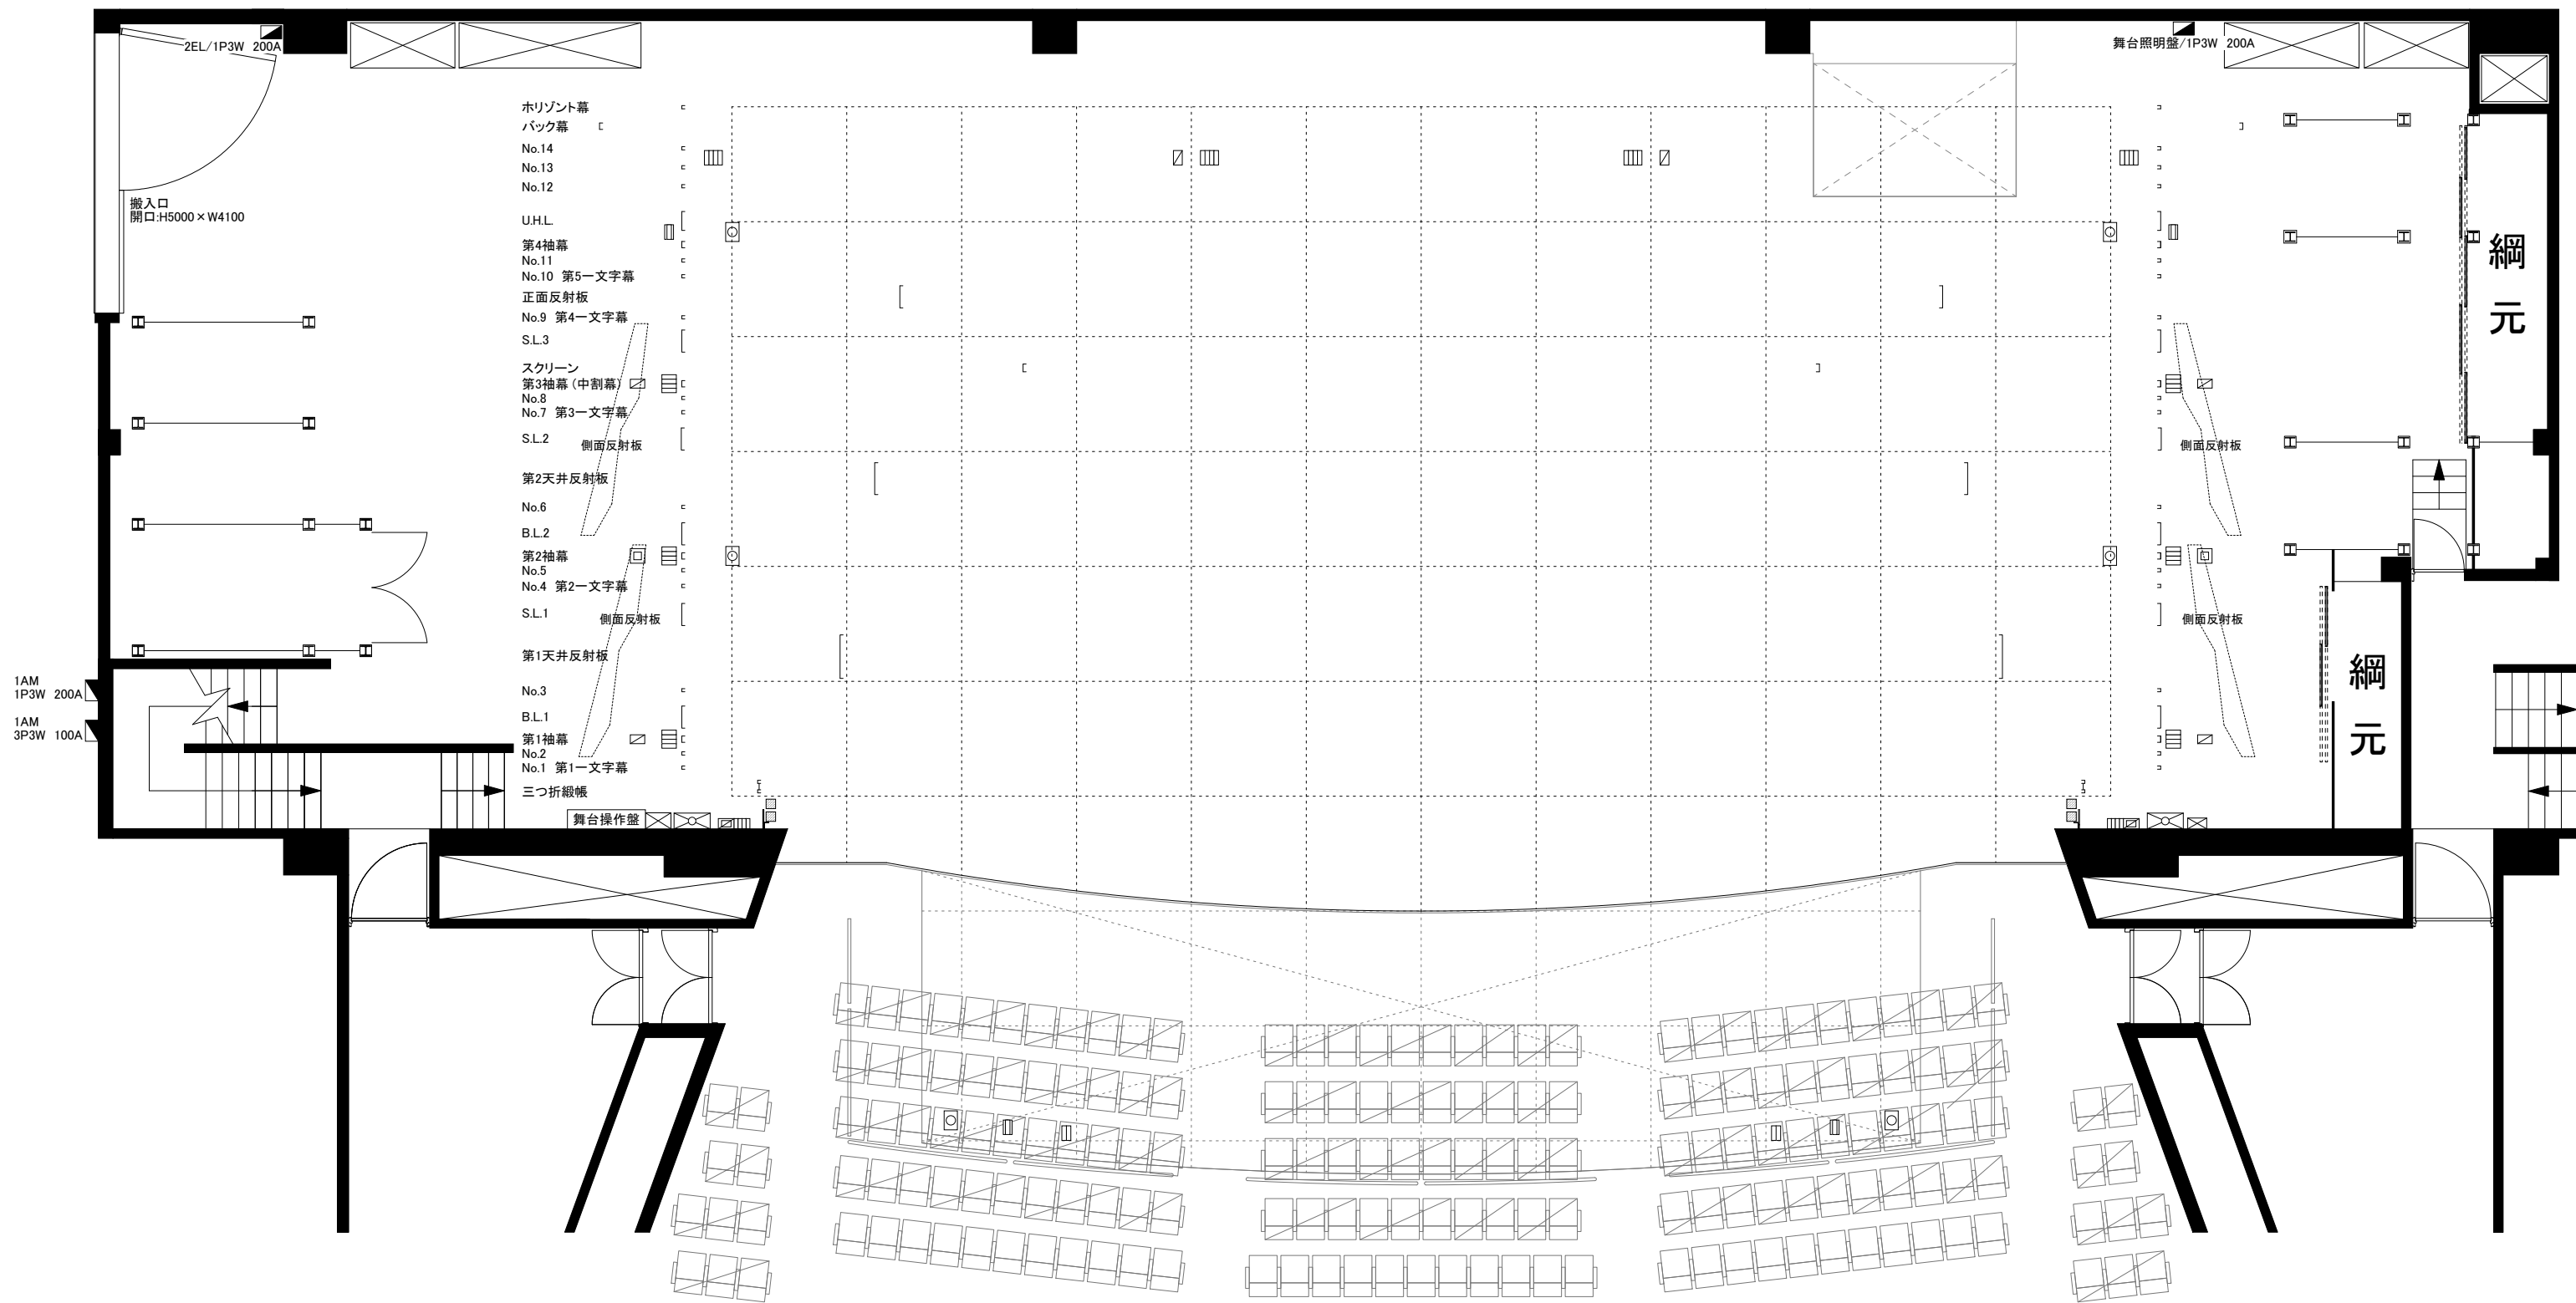 2EL/1P3W 200A
舞台照明盤/1P3W 200A
搬入口
開口:H5000×W4100
ホリゾント幕
バック幕
No.14
No.13
No.12
U.H.L.
第4袖幕
No.11
No.10 第5一文字幕
正面反射板
No.9 第4一文字幕
S.L.3
スクリーン
第3袖幕(中割幕)
No.8
No.7 第3一文字幕
S.L.2
側面反射板
第2天井反射板
No.6
B.L.2
第2袖幕
No.5
No.4 第2一文字幕
S.L.1
側面反射板
第1天井反射板
No.3
B.L.1
第1袖幕
No.2
No.1 第1一文字幕
三つ折緞帳
舞台操作盤
側面反射板
側面反射板
綱
元
綱
元
1AM
1P3W 200A
1AM
3P3W 100A